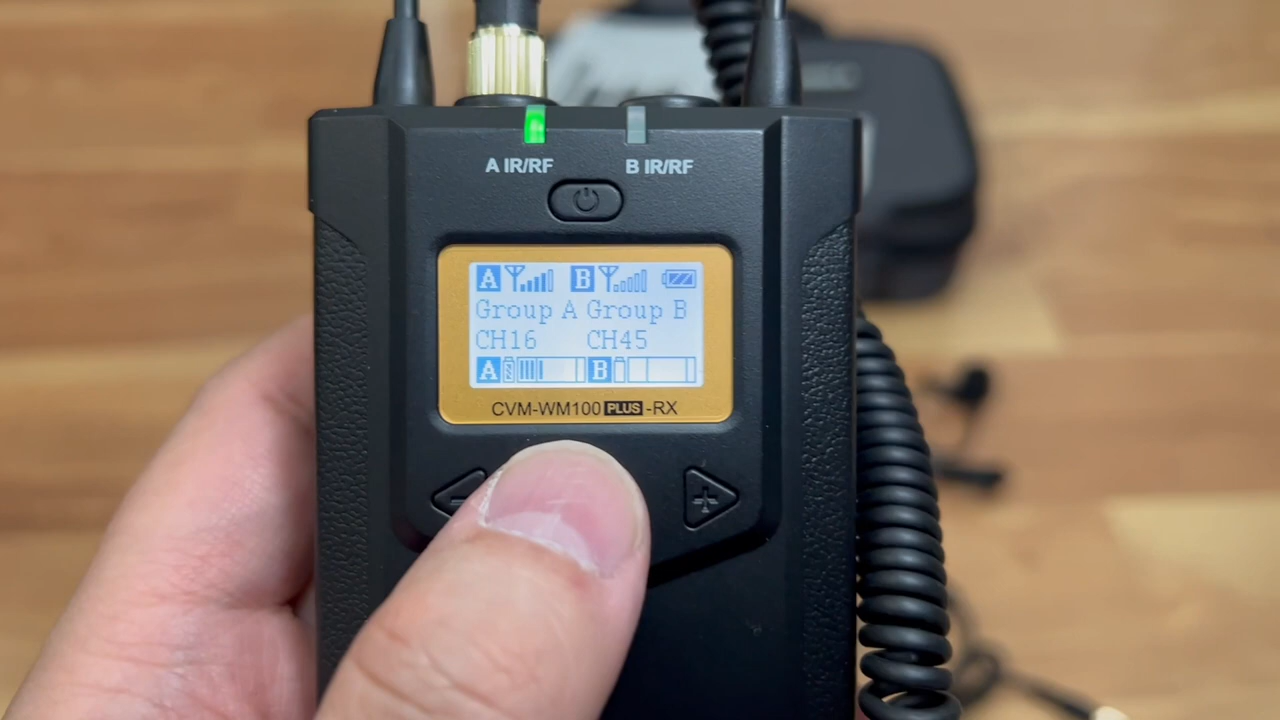 A IR/RF B IR/RF
A B
Group A Group B
CH16 CH45
A B
CVM-WM100 PLUS -RX